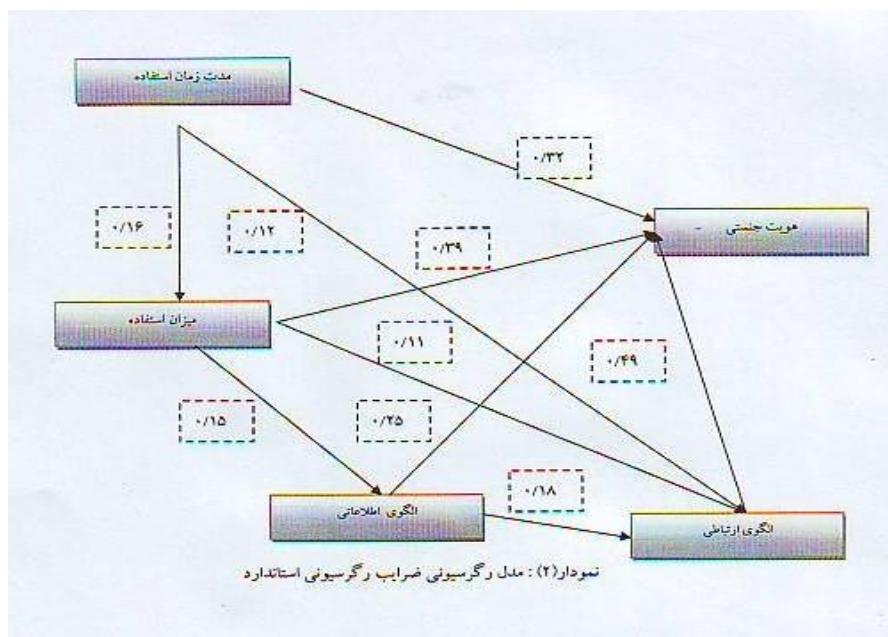 مدت زمان استفاده
۰/۳۲
۰/۱۶
۰/۱۲
هویت جنسی
۰/۳۹
میزان استفاده
۰/۱۱
۰/۴۹
۰/۱۵
۰/۲۵
۰/۱۸
الگوی اطلاعاتی
الگوی ارتباطی
نمودار(۲) : مدل رگرسیونی ضرایب رگرسیونی استاندارد